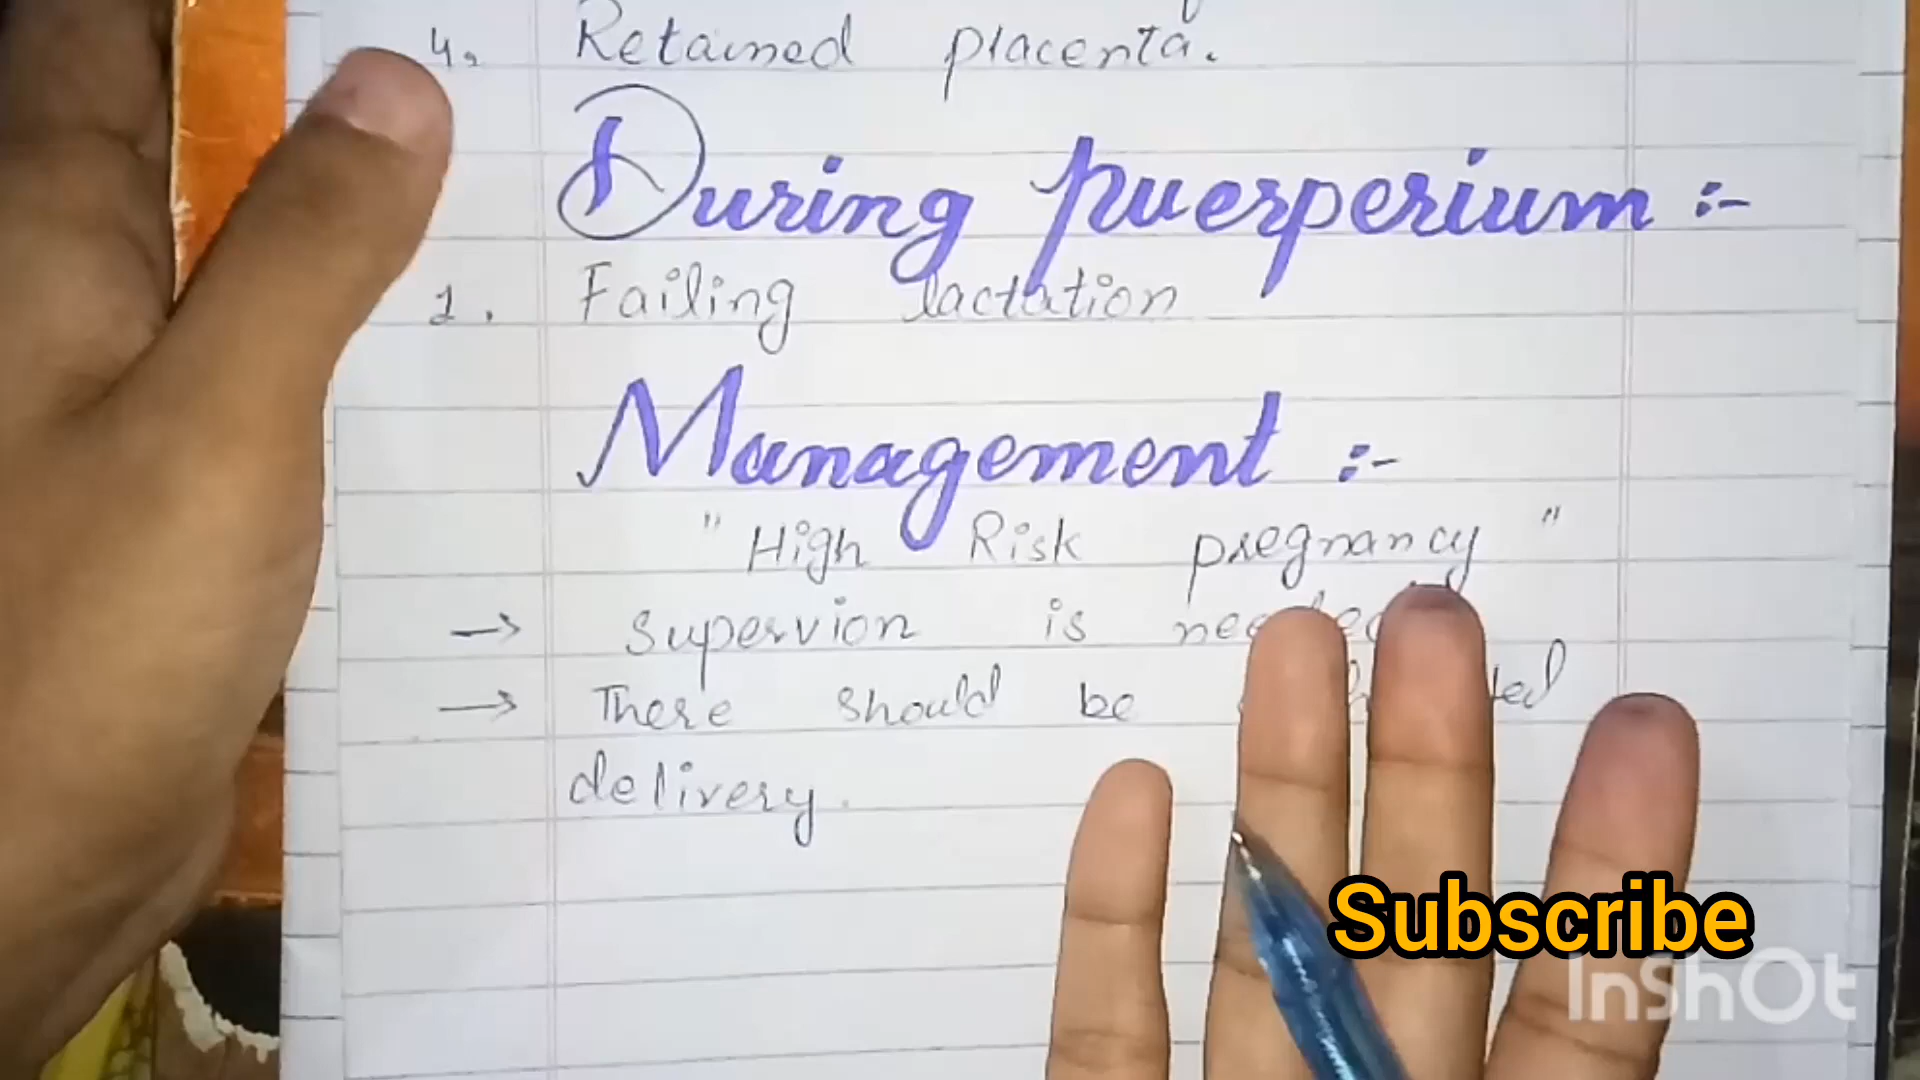 4. Retained placenta.
During puerperium :-
1. Failing lactation
Management :-
"High Risk pregnancy"
→ supervion is
→ There should be
delivery.
Subscribe
InShOt